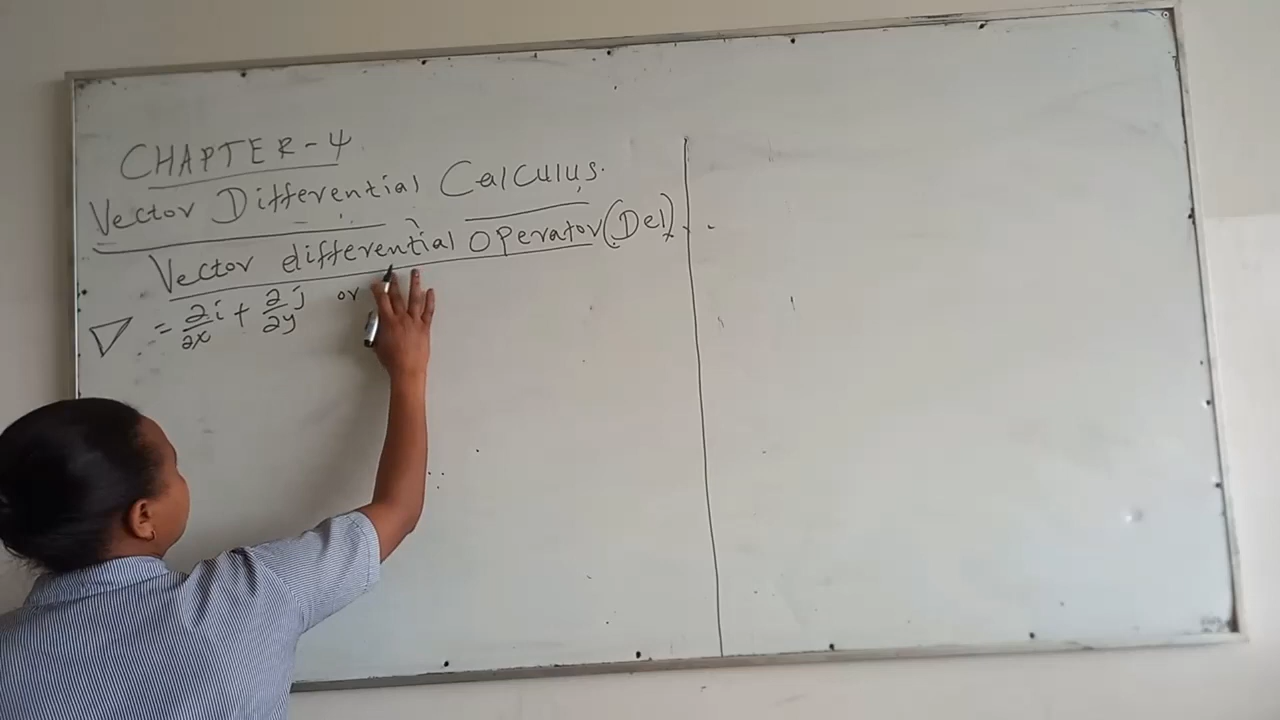 CHAPTER-4
Vector Differential Calculus.
Vector differential Operator (Del).
∇ = ∂/∂x i + ∂/∂y j or